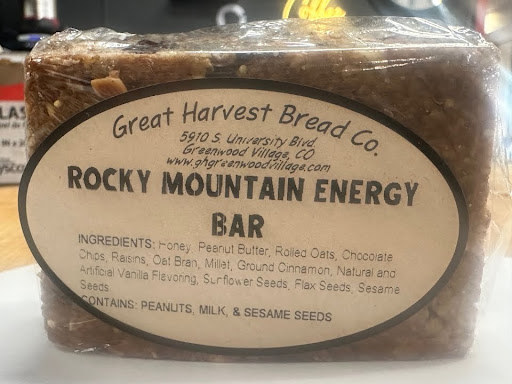 Coffee
LAS
Great Harvest Bread Co.
5910 S. University Blvd
Greenwood Village, CO
www.ghgreenwoodvillage.com
ROCKY MOUNTAIN ENERGY
BAR
INGREDIENTS: Honey, Peanut Butter, Rolled Oats, Chocolate
Chips, Raisins, Oat Bran, Millet, Ground Cinnamon, Natural and
Artificial Vanilla Flavoring, Sunflower Seeds, Flax Seeds, Sesame
Seeds
CONTAINS: PEANUTS, MILK, & SESAME SEEDS